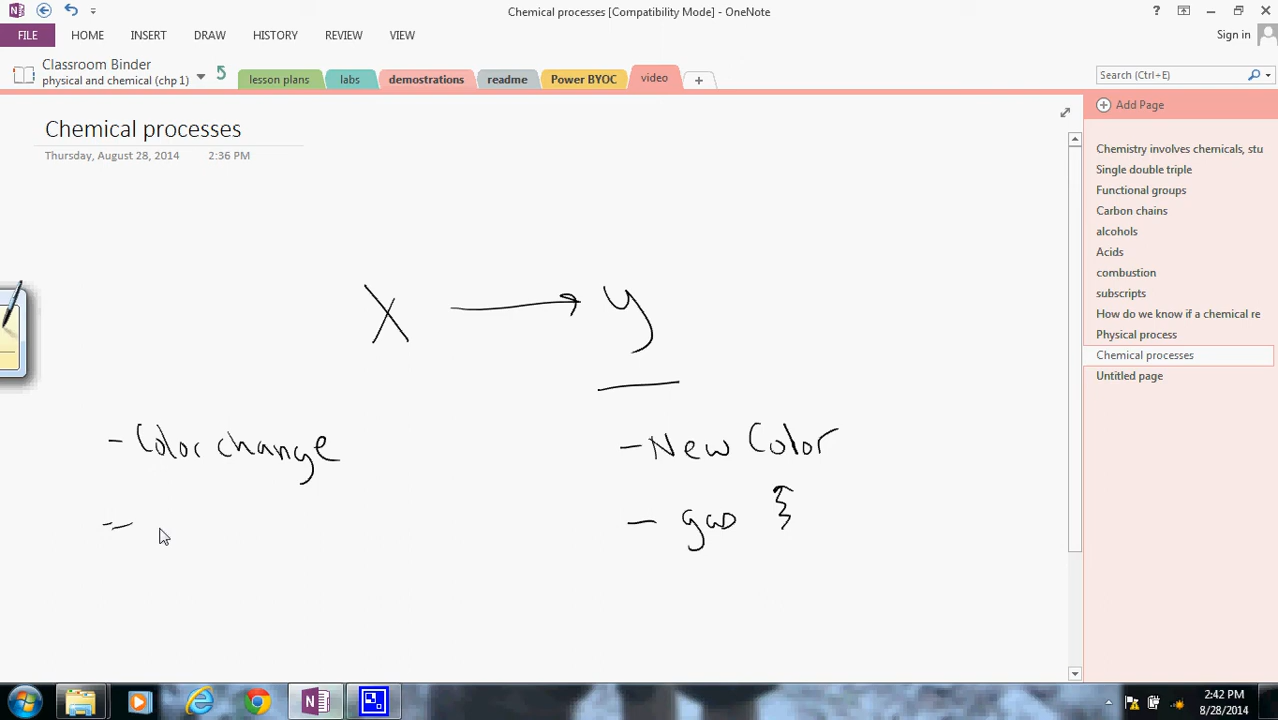 Chemical processes [Compatibility Mode] - OneNote
?
FILE HOME INSERT DRAW HISTORY REVIEW VIEW
Sign in
Classroom Binder
physical and chemical (chp 1)
lesson plans labs demostrations readme Power BYOC video +
Search (Ctrl+E)
Chemical processes
Thursday, August 28, 2014 2:36 PM
X → y
- Color change - New Color
- - gas
Add Page
Chemistry involves chemicals, stu
Single double triple
Functional groups
Carbon chains
alcohols
Acids
combustion
subscripts
How do we know if a chemical re
Physical process
Chemical processes
Untitled page
2:42 PM
8/28/2014